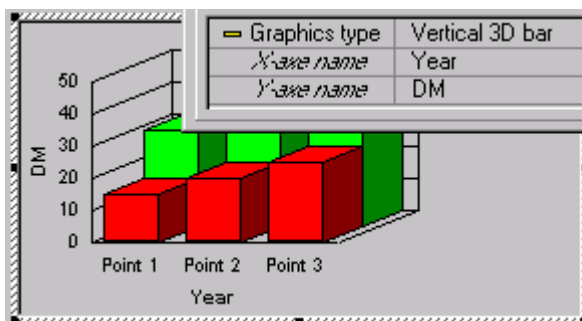 Graphics type Vertical 3D bar
X-axe name Year
Y-axe name DM
50
40
30
20
10
0
DM
Point 1 Point 2 Point 3
Year